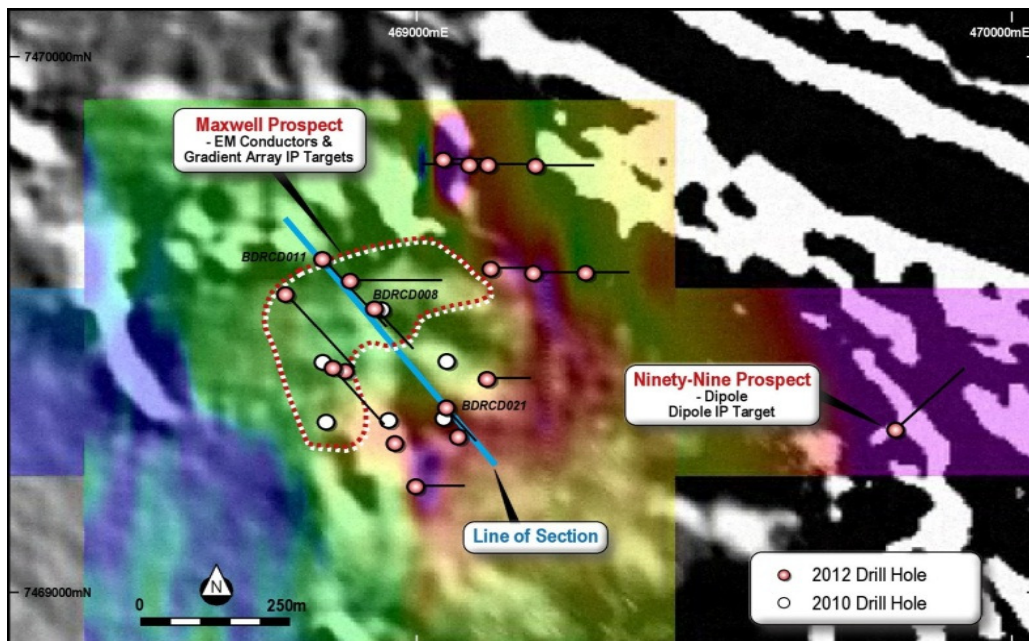 469000mE
470000mE
7470000mN
Maxwell Prospect
- EM Conductors &
Gradient Array IP Targets
BDRCD011
BDRCD008
Ninety-Nine Prospect
- Dipole
Dipole IP Target
BDRCD021
Line of Section
N
7469000mN
0
250m
2012 Drill Hole
2010 Drill Hole